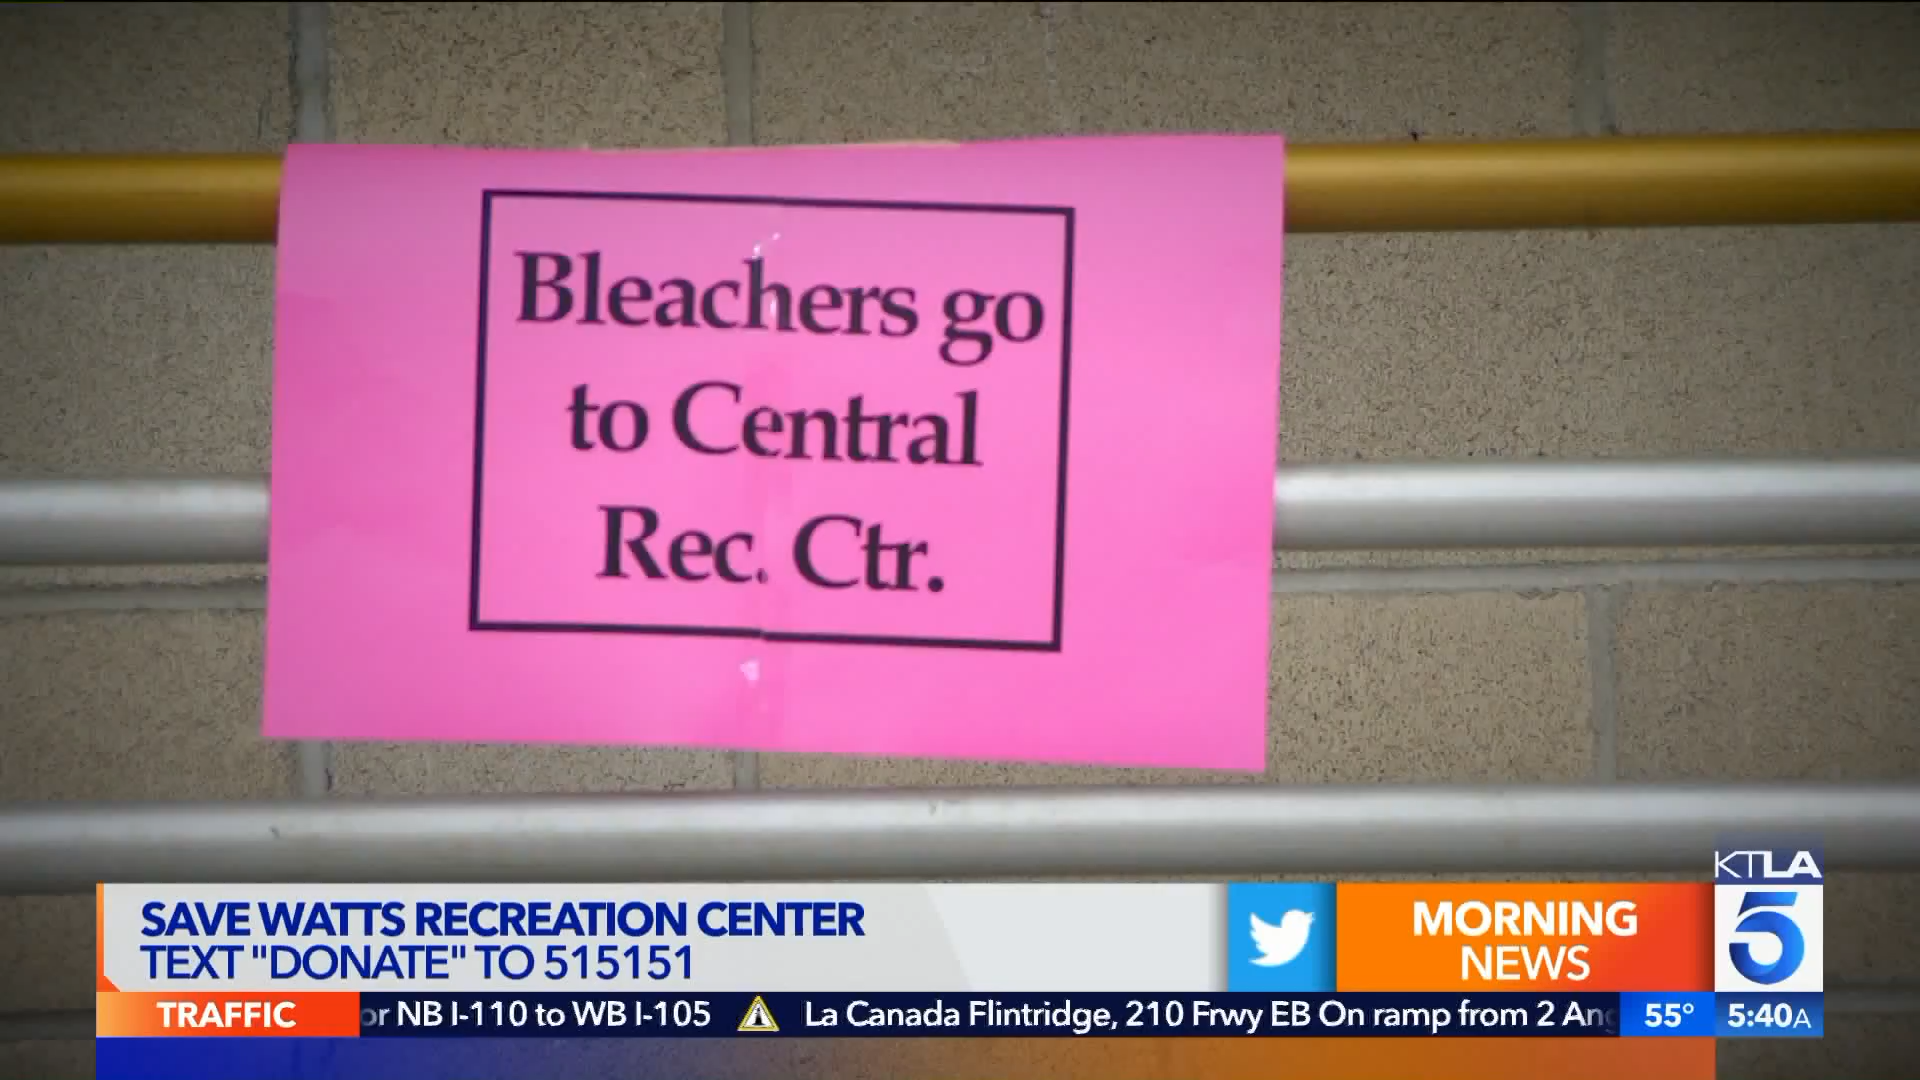 Bleachers go
to Central
Rec. Ctr.
KTLA
5
SAVE WATTS RECREATION CENTER
TEXT "DONATE" TO 515151
MORNING
NEWS
TRAFFIC
or NB I-110 to WB I-105 La Canada Flintridge, 210 Frwy EB On ramp from 2
55°
5:40A